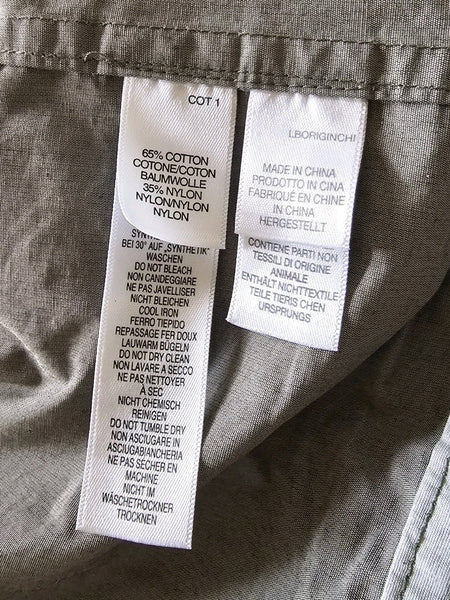 COT 1
65% COTTON
COTONE/COTON
BAUMWOLLE
35% NYLON
NYLON/NYLON
NYLON
BEI 30° AUF „SYNTHETIK“
WASCHEN
DO NOT BLEACH
NON CANDEGGIARE
NE PAS JAVELLISER
NICHT BLEICHEN
COOL IRON
FERRO TIEPIDO
REPASSAGE FER DOUX
LAUWARM BÜGELN
DO NOT DRY CLEAN
NON LAVARE A SECCO
NE PAS NETTOYER
À SEC
NICHT CHEMISCH
REINIGEN
DO NOT TUMBLE DRY
NON ASCIUGARE IN
ASCIUGABIANCHERIA
NE PAS SÉCHER EN
MACHINE
NICHT IM
WÄSCHETROCKNER
TROCKNEN
LBORIGINCHI
MADE IN CHINA
PRODOTTO IN CINA
FABRIQUÉ EN CHINE
IN CHINA
HERGESTELLT
CONTIENE PARTI NON
TESSILI DI ORIGINE
ANIMALE
ENTHÄLT NICHTTEXTILE
TEILE TIERISCHEN
URSPRUNGS